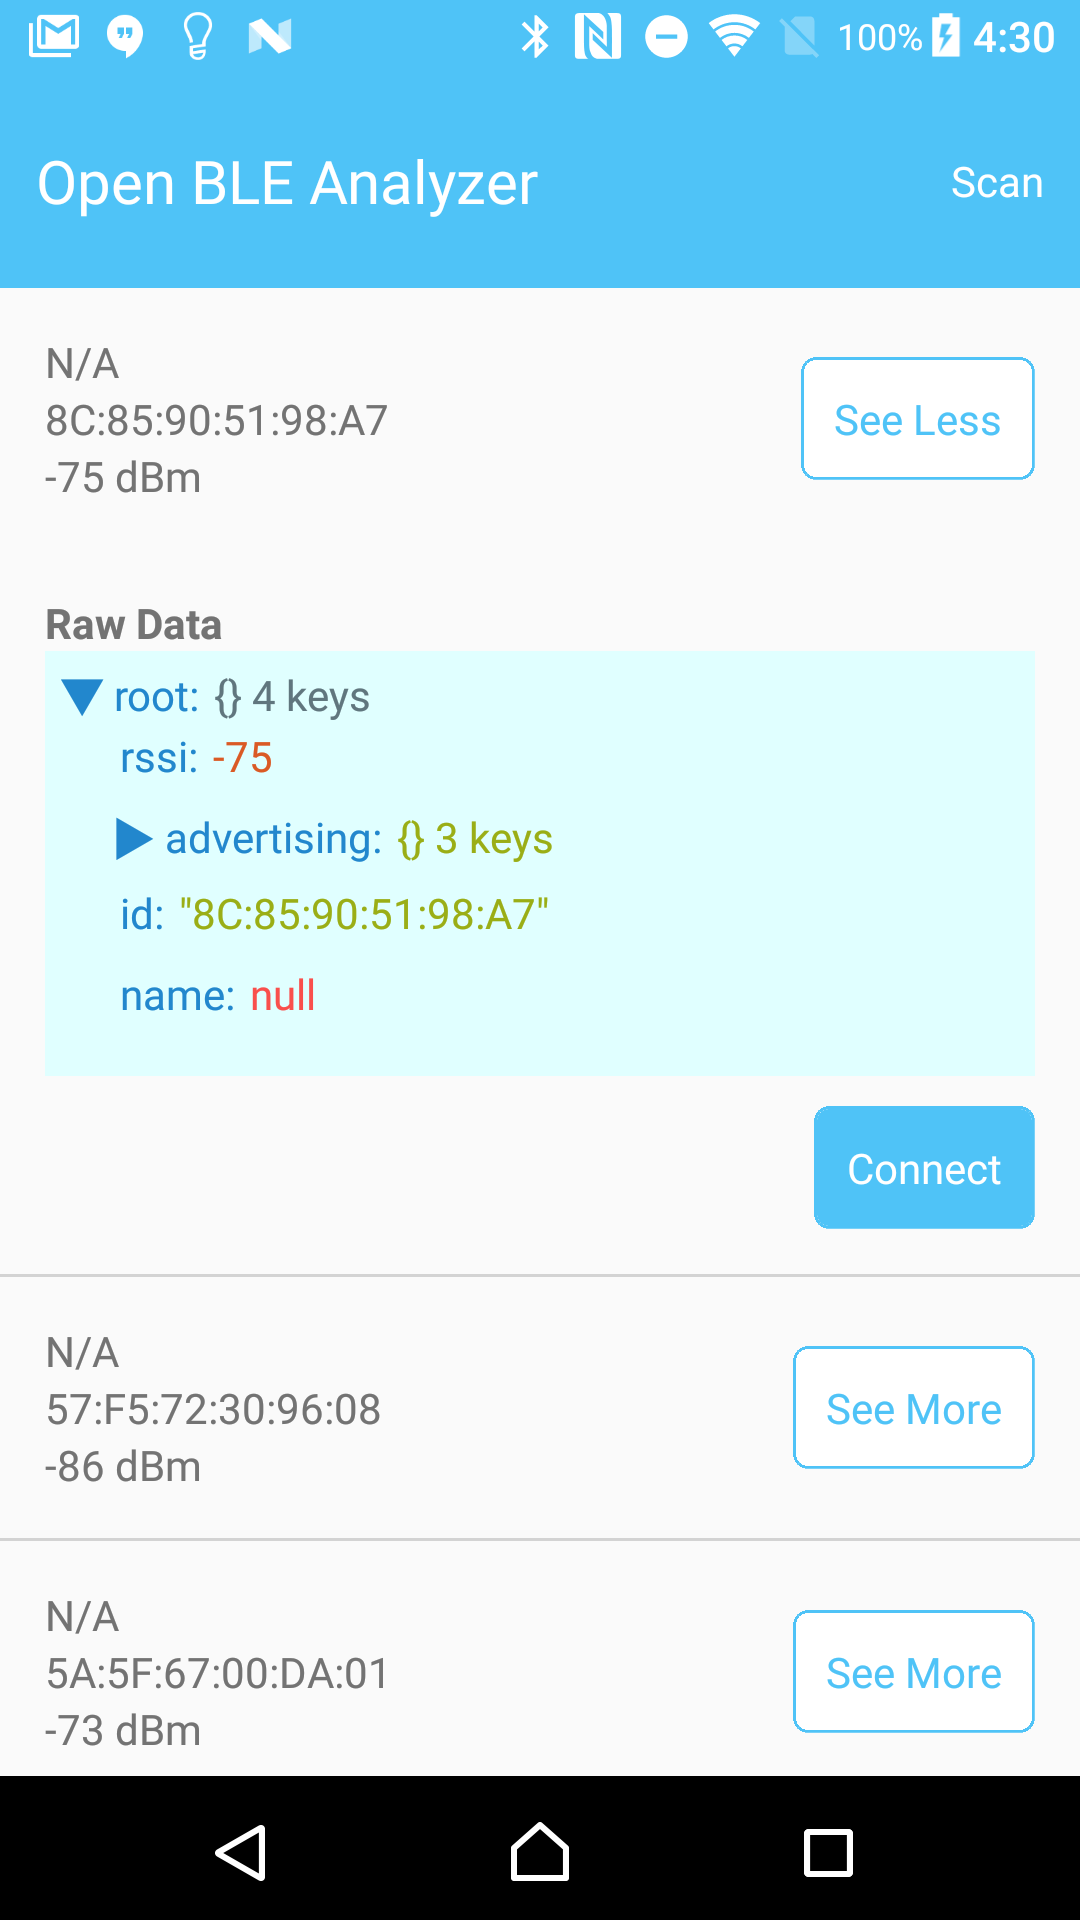 100% 4:30
Open BLE Analyzer Scan
N/A
8C:85:90:51:98:A7
-75 dBm
See Less
Raw Data
root: {} 4 keys
rssi: -75
advertising: {} 3 keys
id: "8C:85:90:51:98:A7"
name: null
Connect
N/A
57:F5:72:30:96:08
-86 dBm
See More
N/A
5A:5F:67:00:DA:01
-73 dBm
See More